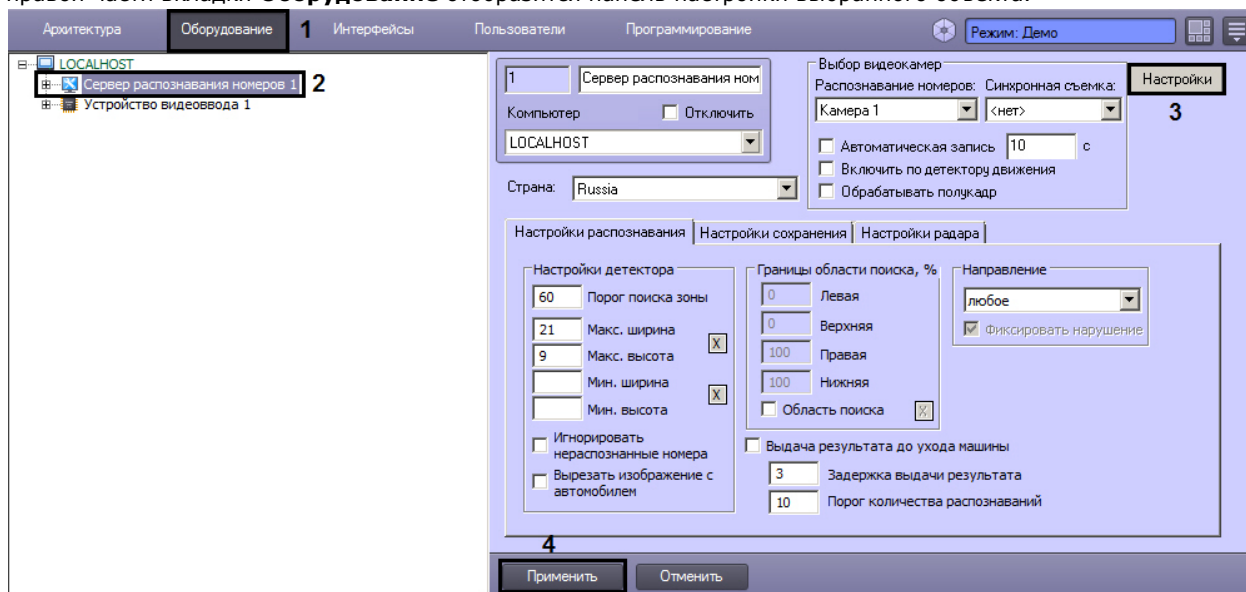 правой части вкладки Оборудование отобразится панель настройки выбранного объекта.
Архитектура Оборудование 1 Интерфейсы Пользователи Программирование Режим: Демо
LOCALHOST
Сервер распознавания номеров 1 2
Устройство видеоввода 1
1 Сервер распознавания ном
Компьютер Отключить
LOCALHOST
Страна: Russia
Выбор видеокамер
Распознавание номеров: Синхронная съемка:
Камера 1 <нет>
Автоматическая запись 10 с
Включить по детектору движения
Обрабатывать полукадр
Настройки
3
Настройки распознавания Настройки сохранения Настройки радара
Настройки детектора
60 Порог поиска зоны
21 Макс. ширина
X
9 Макс. высота
Мин. ширина
X
Мин. высота
Игнорировать
нераспознанные номера
Вырезать изображение с
автомобилем
Границы области поиска, %
0 Левая
0 Верхняя
100 Правая
100 Нижняя
Область поиска X
Направление
любое
Фиксировать нарушение
Выдача результата до ухода машины
3 Задержка выдачи результата
10 Порог количества распознаваний
4
Применить Отменить